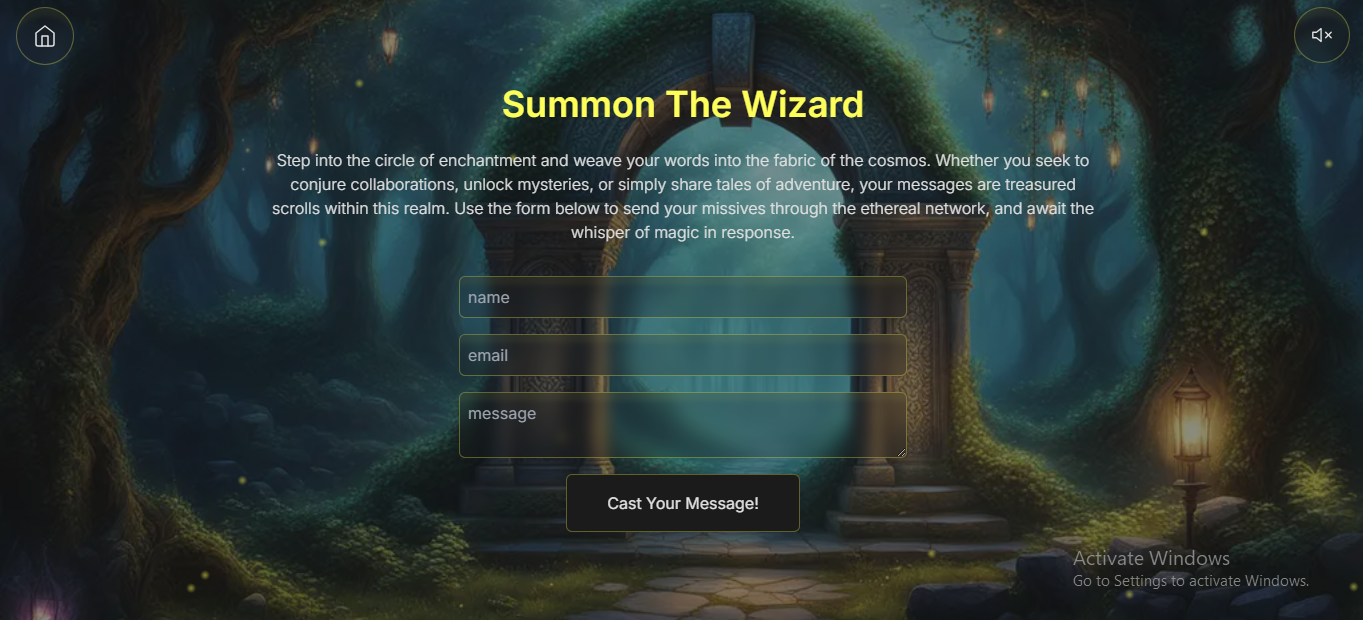 Summon The Wizard
Step into the circle of enchantment and weave your words into the fabric of the cosmos. Whether you seek to
conjure collaborations, unlock mysteries, or simply share tales of adventure, your messages are treasured
scrolls within this realm. Use the form below to send your missives through the ethereal network, and await the
whisper of magic in response.
name
email
message
Cast Your Message!
Activate Windows
Go to Settings to activate Windows.